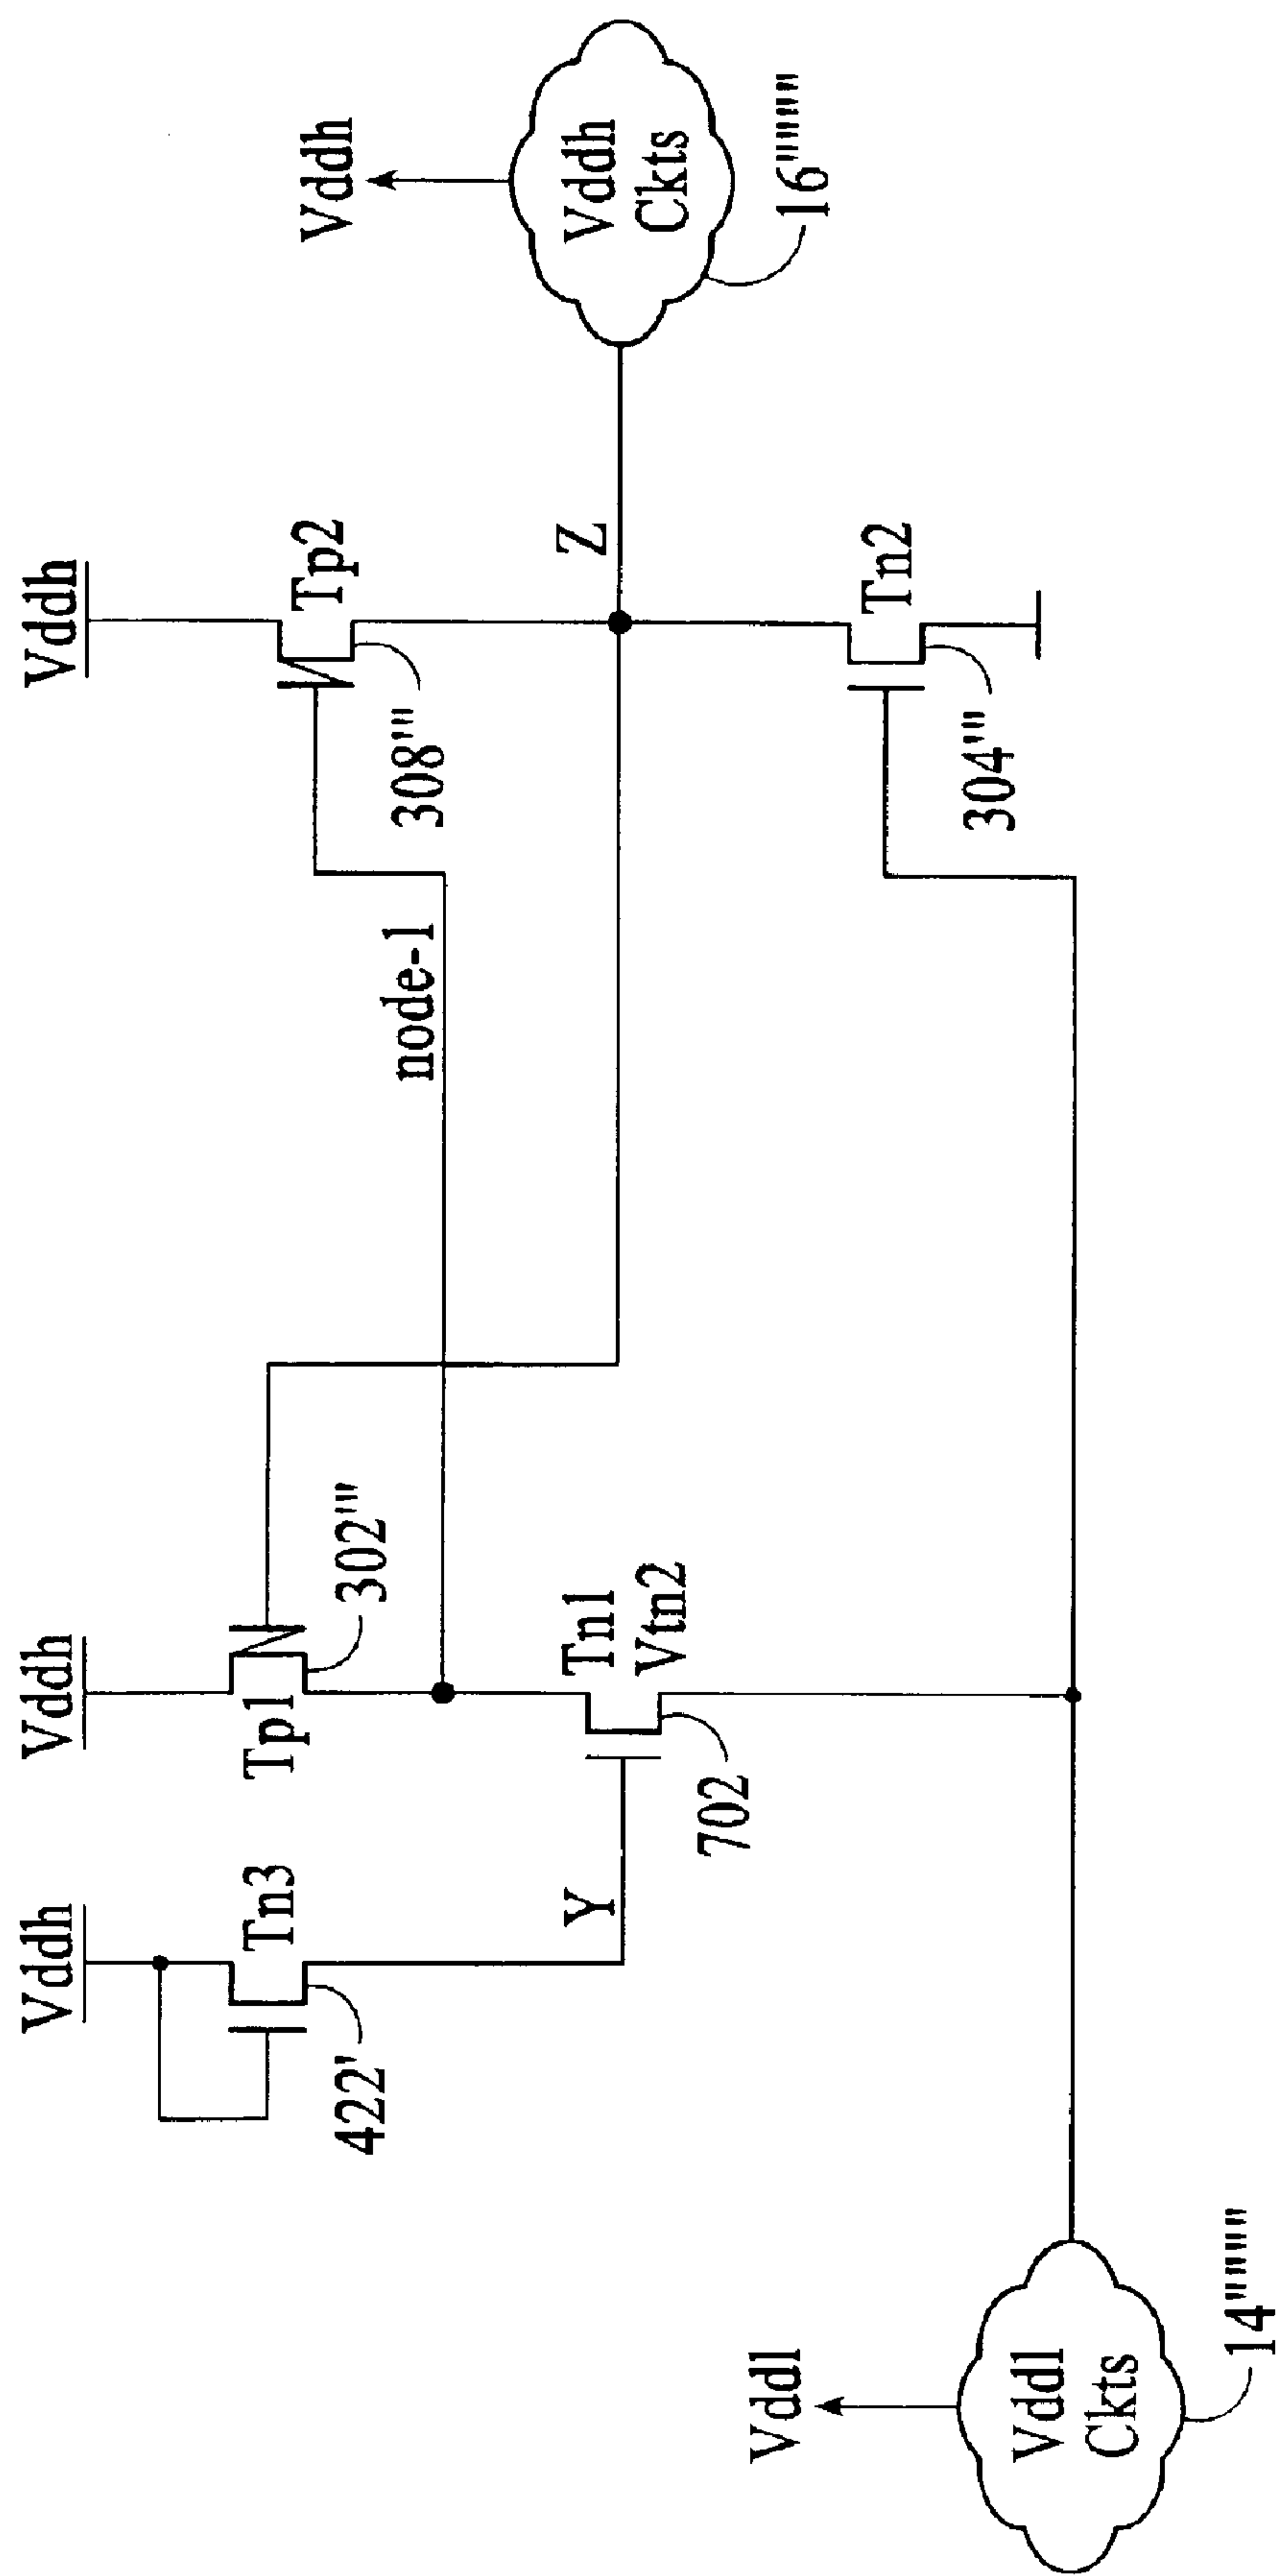 Vddh
Vddh
Vddh
Tn3
422'
Tp1
302"'
Tp2
308"'
Vddh
node-1
Y
Tn1
Vtn2
702
Z
Vddh
Ckts
16""""
Vddl
Tn2
304"'
Vddl
Ckts
14""""